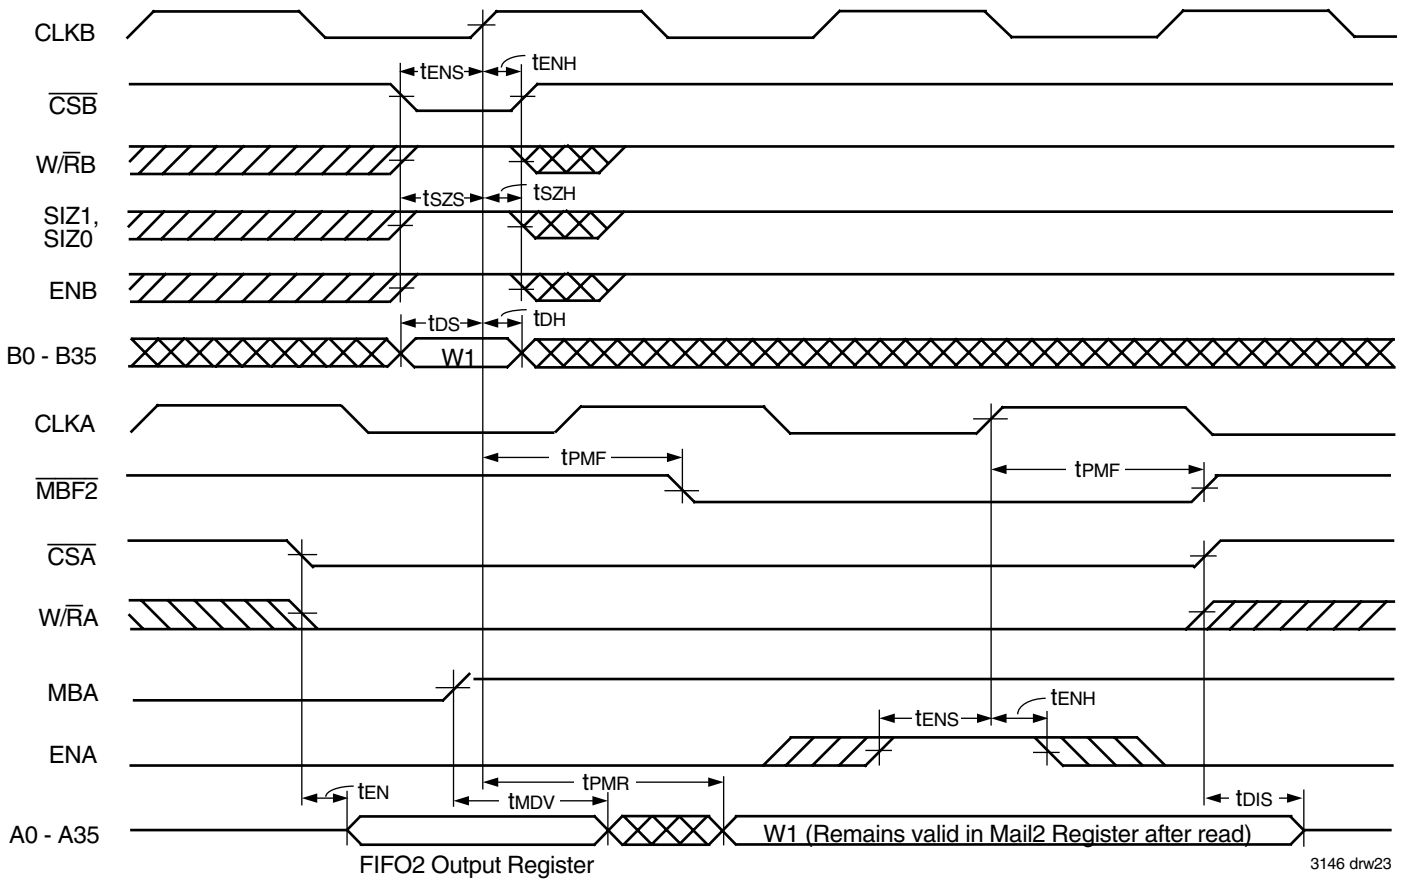 CLKB
tENS
tENH
CSB
W/RB
tSZS
tSZH
SIZ1,
SIZ0
ENB
tDS
tDH
B0 - B35
W1
CLKA
tPMF
tPMF
MBF2
CSA
W/RA
MBA
tENS
tENH
ENA
tEN
tPMR
tMDV
tDIS
A0 - A35
W1 (Remains valid in Mail2 Register after read)
FIFO2 Output Register
3146 drw23